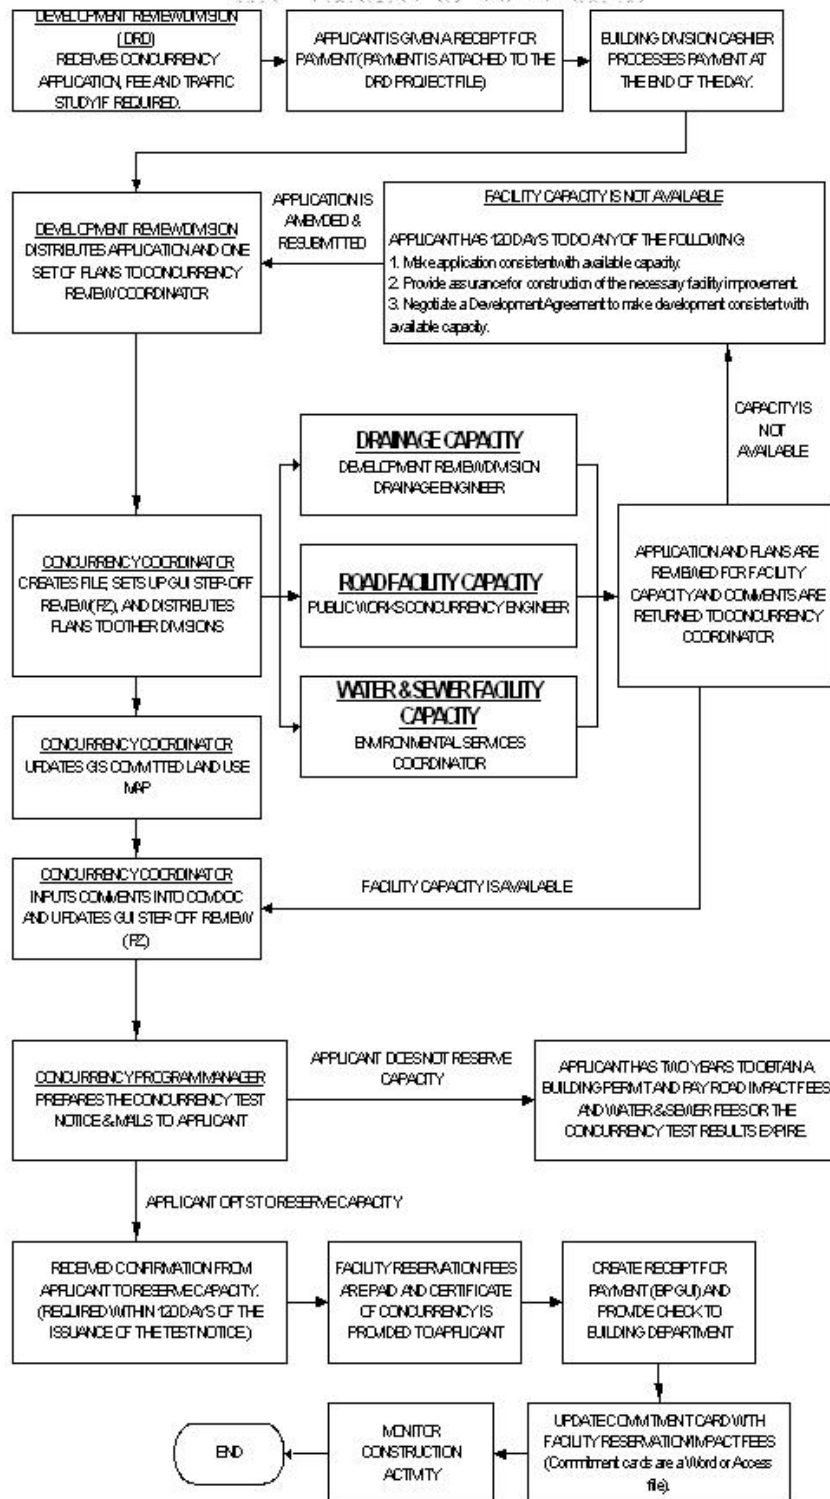 DEVELOPMENT REVIEW DIVISION
(DRD)
RECEIVES CONCURRENCY
APPLICATION, FEE AND TRAFFIC
STUDY IF REQUIRED.
APPLICANT IS GIVEN A RECEIPT FOR
PAYMENT (PAYMENT IS ATTACHED TO THE
DRD PROJECT FILE)
BUILDING DIVISION CASHIER
PROCESSES PAYMENT AT
THE END OF THE DAY.
DEVELOPMENT REVIEW DIVISION
DISTRIBUTES APPLICATION AND ONE
SET OF PLANS TO CONCURRENCY
REVIEW COORDINATOR
APPLICATION IS
AMENDED &
RESUBMITTED
FACILITY CAPACITY IS NOT AVAILABLE
APPLICANT HAS 120 DAYS TO DO ANY OF THE FOLLOWING:
1. Make application consistent with available capacity.
2. Provide assurance for construction of the necessary facility improvement.
3. Negotiate a Development Agreement to make development consistent with
available capacity.
CAPACITY IS
NOT
AVAILABLE
CONCURRENCY COORDINATOR
CREATES FILE, SETS UP GUI STEP-OFF
REVIEW (PZ), AND DISTRIBUTES
PLANS TO OTHER DIVISIONS
DRAINAGE CAPACITY
DEVELOPMENT REVIEW DIVISION
DRAINAGE ENGINEER
ROAD FACILITY CAPACITY
PUBLIC WORKS CONCURRENCY ENGINEER
WATER & SEWER FACILITY
CAPACITY
ENVIRONMENTAL SERVICES
COORDINATOR
APPLICATION AND PLANS ARE
REVIEWED FOR FACILITY
CAPACITY AND COMMENTS ARE
RETURNED TO CONCURRENCY
COORDINATOR
CONCURRENCY COORDINATOR
UPDATES GIS COMMITTED LAND USE
MAP
CONCURRENCY COORDINATOR
INPUTS COMMENTS INTO COMDOC
AND UPDATES GUI STEP OFF REVIEW
(PZ)
FACILITY CAPACITY IS AVAILABLE
CONCURRENCY PROGRAM MANAGER
PREPARES THE CONCURRENCY TEST
NOTICE & MAILS TO APPLICANT
APPLICANT DOES NOT RESERVE
CAPACITY
APPLICANT HAS TWO YEARS TO OBTAIN A
BUILDING PERMIT AND PAY ROAD IMPACT FEES
AND WATER & SEWER FEES OR THE
CONCURRENCY TEST RESULTS EXPIRE.
APPLICANT OPTS TO RESERVE CAPACITY
RECEIVED CONFIRMATION FROM
APPLICANT TO RESERVE CAPACITY.
(REQUIRED WITHIN 120 DAYS OF THE
ISSUANCE OF THE TEST NOTICE.)
FACILITY RESERVATION FEES
ARE PAID AND CERTIFICATE
OF CONCURRENCY IS
PROVIDED TO APPLICANT
CREATE RECEIPT FOR
PAYMENT (BP GUI) AND
PROVIDE CHECK TO
BUILDING DEPARTMENT
UPDATE COMMITMENT CARD WITH
FACILITY RESERVATION/IMPACT FEES
(Commitment cards are a Word or Access
file).
MONITOR
CONSTRUCTION
ACTIVITY
END